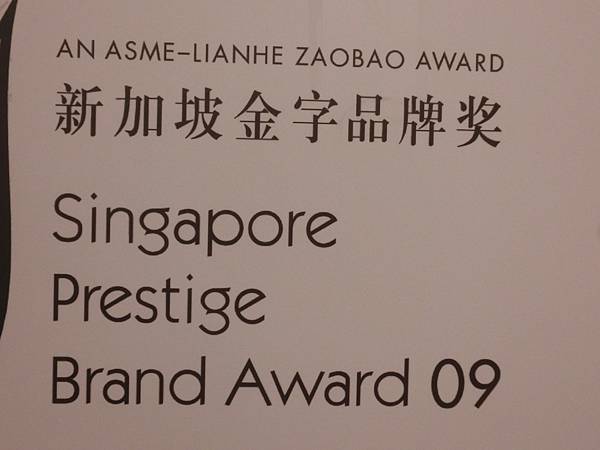 AN ASME–LIANHE ZAOBAO AWARD
新加坡金字品牌奖
Singapore
Prestige
Brand Award 09